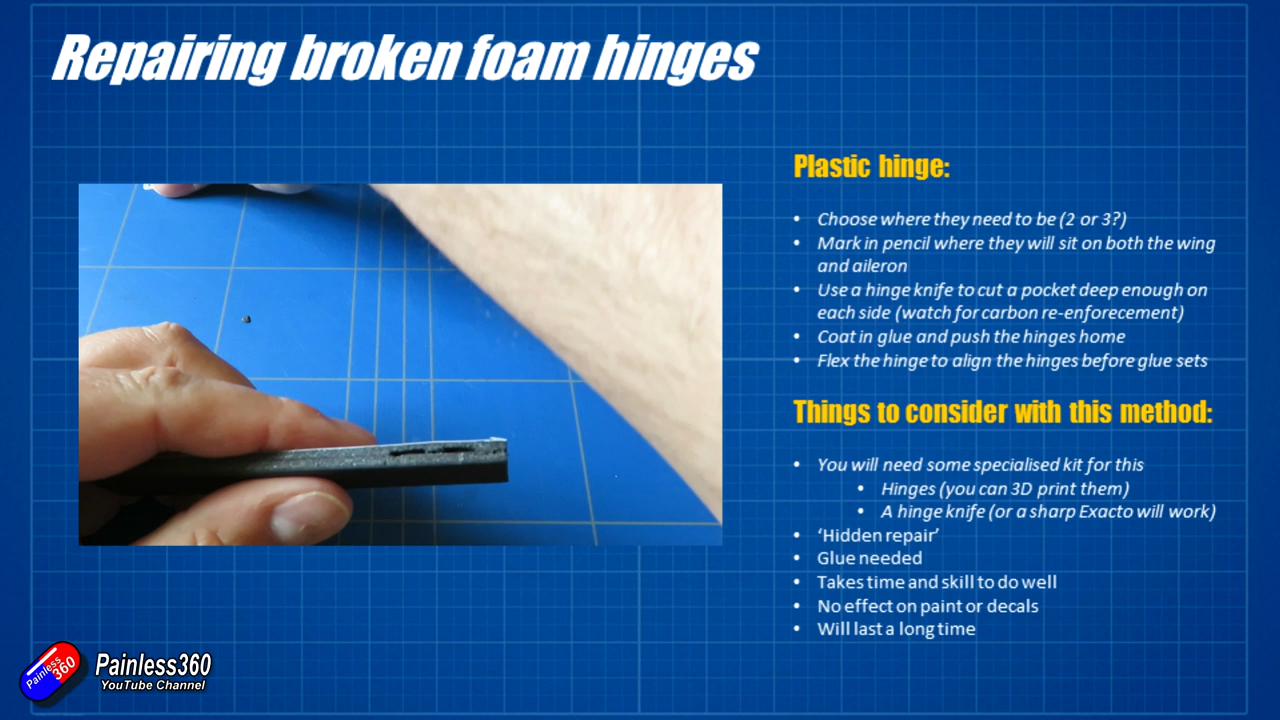 Repairing broken foam hinges
Plastic hinge:
• Choose where they need to be (2 or 3?)
• Mark in pencil where they will sit on both the wing
and aileron
• Use a hinge knife to cut a pocket deep enough on
each side (watch for carbon re-enforecement)
• Coat in glue and push the hinges home
• Flex the hinge to align the hinges before glue sets
Things to consider with this method:
• You will need some specialised kit for this
• Hinges (you can 3D print them)
• A hinge knife (or a sharp Exacto will work)
• ‘Hidden repair’
• Glue needed
• Takes time and skill to do well
• No effect on paint or decals
• Will last a long time
Painless
360
Painless360
YouTube Channel